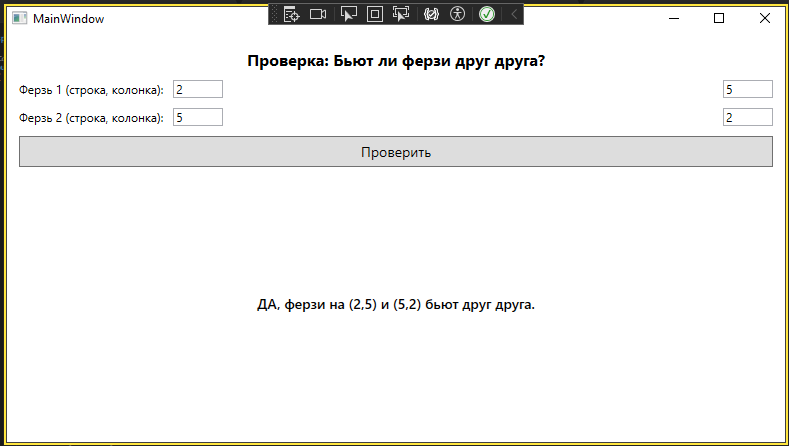 MainWindow
Проверка: Бьют ли ферзи друг друга?
Ферзь 1 (строка, колонка): 2 5
Ферзь 2 (строка, колонка): 5 2
Проверить
ДА, ферзи на (2,5) и (5,2) бьют друг друга.